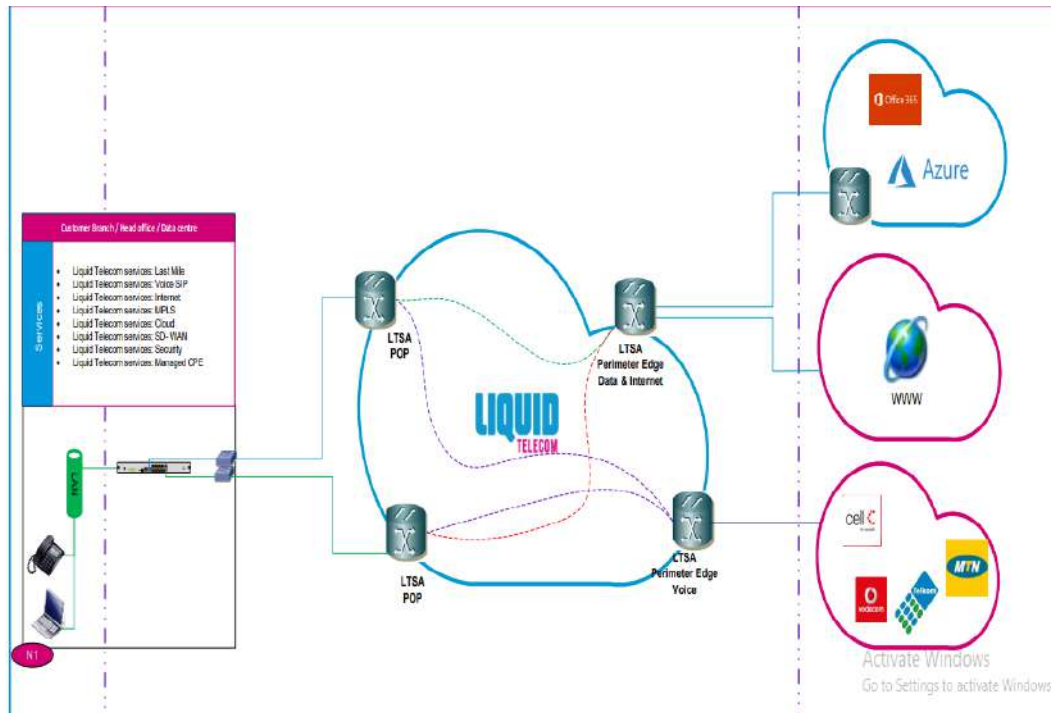 Customer Branch / Head office / Data centre
Services
Liquid Telecom services: Last Mile
Liquid Telecom services: Voice SIP
Liquid Telecom services: Internet
Liquid Telecom services: MPLS
Liquid Telecom services: Cloud
Liquid Telecom services: SD-WAN
Liquid Telecom services: Security
Liquid Telecom services: Managed CPE
LAN
N1
LTSA
POP
LTSA
Perimeter Edge
Data & Internet
LIQUID
TELECOM
LTSA
POP
LTSA
Perimeter Edge
Voice
Office 365
Azure
WWW
cell C
MTN
vodacom
Telkom
Activate Windows
Go to Settings to activate Windows